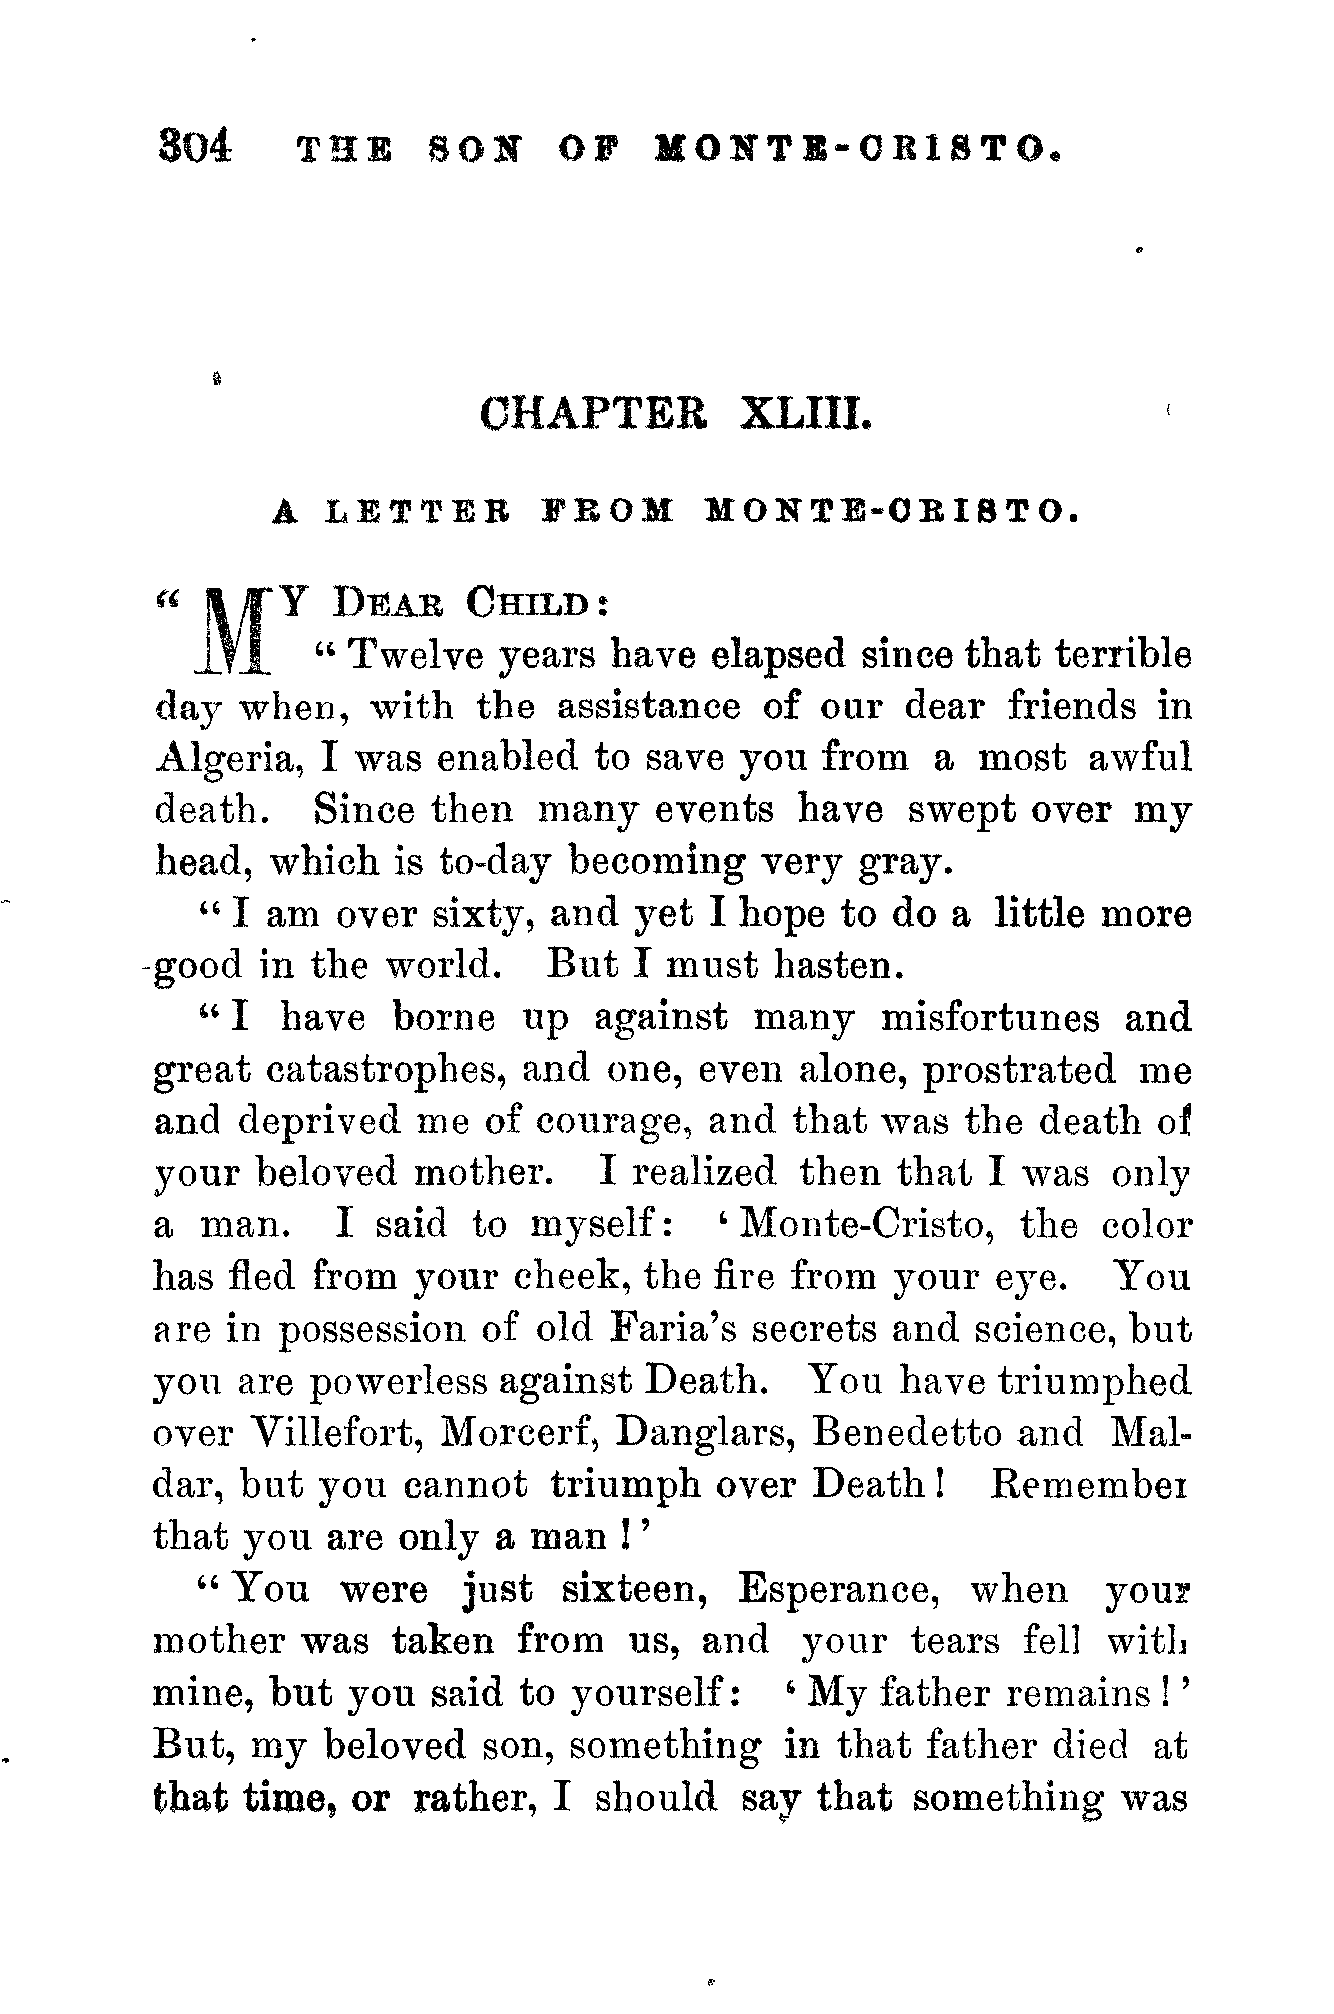 304 THE SON OF MONTE-CRISTO.
CHAPTER XLIII.
A LETTER FROM MONTE-CRISTO.
“ MY DEAR CHILD:
“ Twelve years have elapsed since that terrible
day when, with the assistance of our dear friends in
Algeria, I was enabled to save you from a most awful
death. Since then many events have swept over my
head, which is to-day becoming very gray.
“ I am over sixty, and yet I hope to do a little more
good in the world. But I must hasten.
“ I have borne up against many misfortunes and
great catastrophes, and one, even alone, prostrated me
and deprived me of courage, and that was the death of
your beloved mother. I realized then that I was only
a man. I said to myself: ‘ Monte-Cristo, the color
has fled from your cheek, the fire from your eye. You
are in possession of old Faria’s secrets and science, but
you are powerless against Death. You have triumphed
over Villefort, Morcerf, Danglars, Benedetto and Mal-
dar, but you cannot triumph over Death ! Remember
that you are only a man ! ’
“ You were just sixteen, Esperance, when your
mother was taken from us, and your tears fell with
mine, but you said to yourself: ‘ My father remains ! ’
But, my beloved son, something in that father died at
that time, or rather, I should say that something was